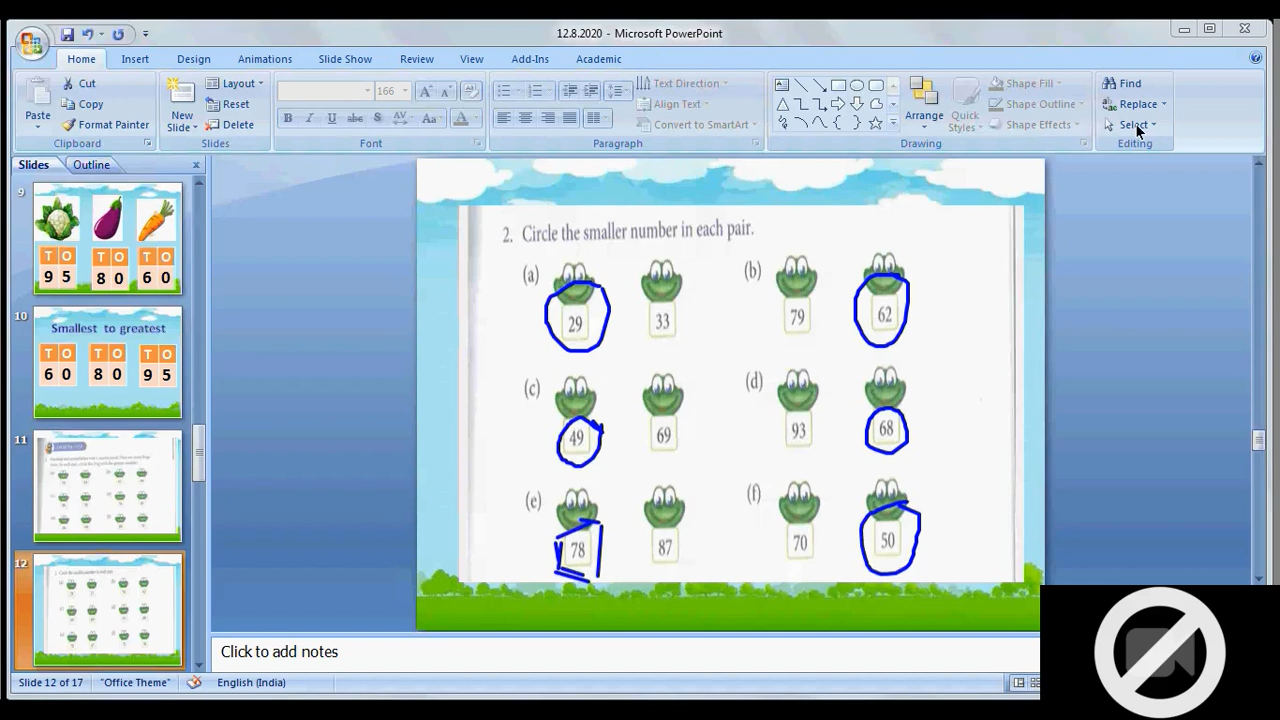 12.8.2020 - Microsoft PowerPoint
Home Insert Design Animations Slide Show Review View Add-Ins Academic
Paste
Cut
Copy
Format Painter
Clipboard
New Slide
Layout
Reset
Delete
Slides
166
B I U abc S AV Aa A
Font
Text Direction
Align Text
Convert to SmartArt
Paragraph
Arrange
Quick Styles
Shape Fill
Shape Outline
Shape Effects
Drawing
Find
Replace
Select
Editing
Slides Outline
9
T O T O T O
9 5 8 0 6 0
10
Smallest to greatest
T O T O T O
6 0 8 0 9 5
11
12
2. Circle the smaller number in each pair.
(a) 29 33
(b) 79 62
(c) 49 69
(d) 93 68
(e) 78 87
(f) 70 50
Click to add notes
Slide 12 of 17 "Office Theme" English (India)